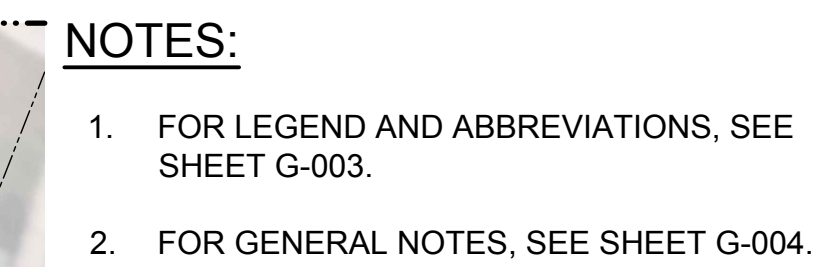 NOTES:
1. FOR LEGEND AND ABBREVIATIONS, SEE
SHEET G-003.
2. FOR GENERAL NOTES, SEE SHEET G-004.